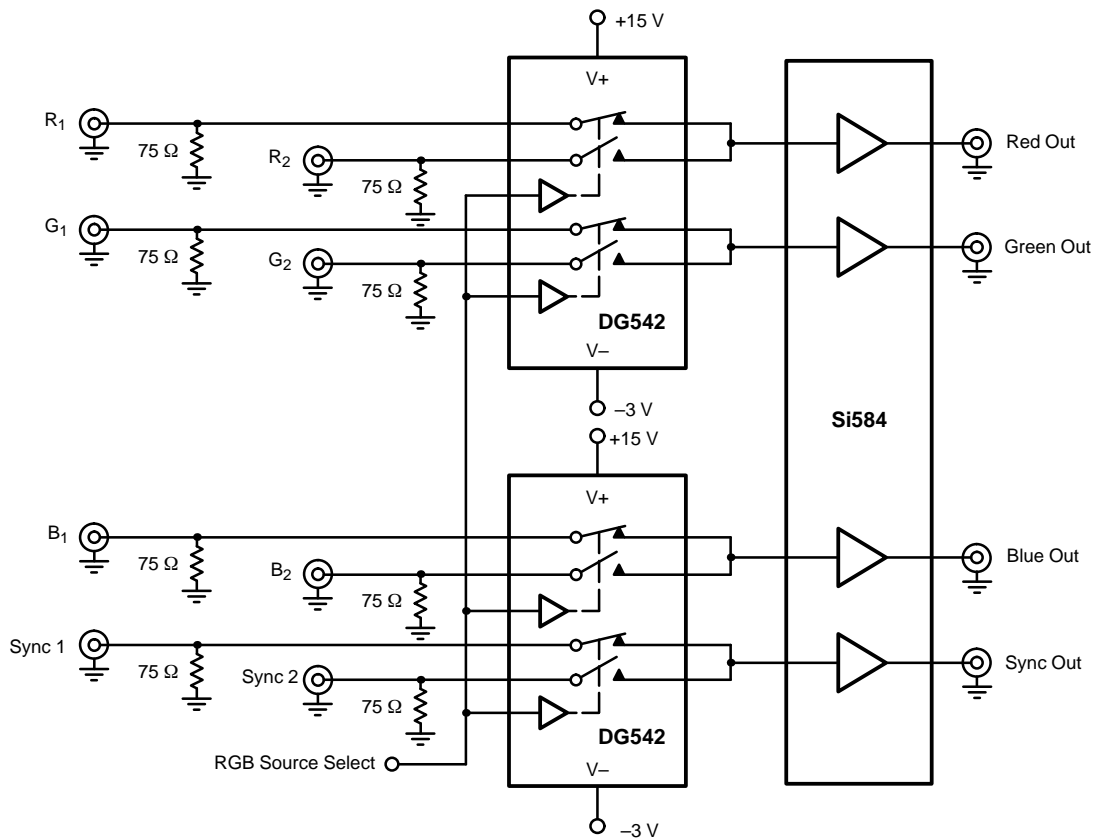 +15 V
V+
R1
75 Ω
R2
75 Ω
Red Out
G1
75 Ω
G2
75 Ω
Green Out
DG542
V–
–3 V
Si584
+15 V
V+
B1
75 Ω
B2
75 Ω
Blue Out
Sync 1
75 Ω
Sync 2
75 Ω
Sync Out
DG542
RGB Source Select
V–
–3 V